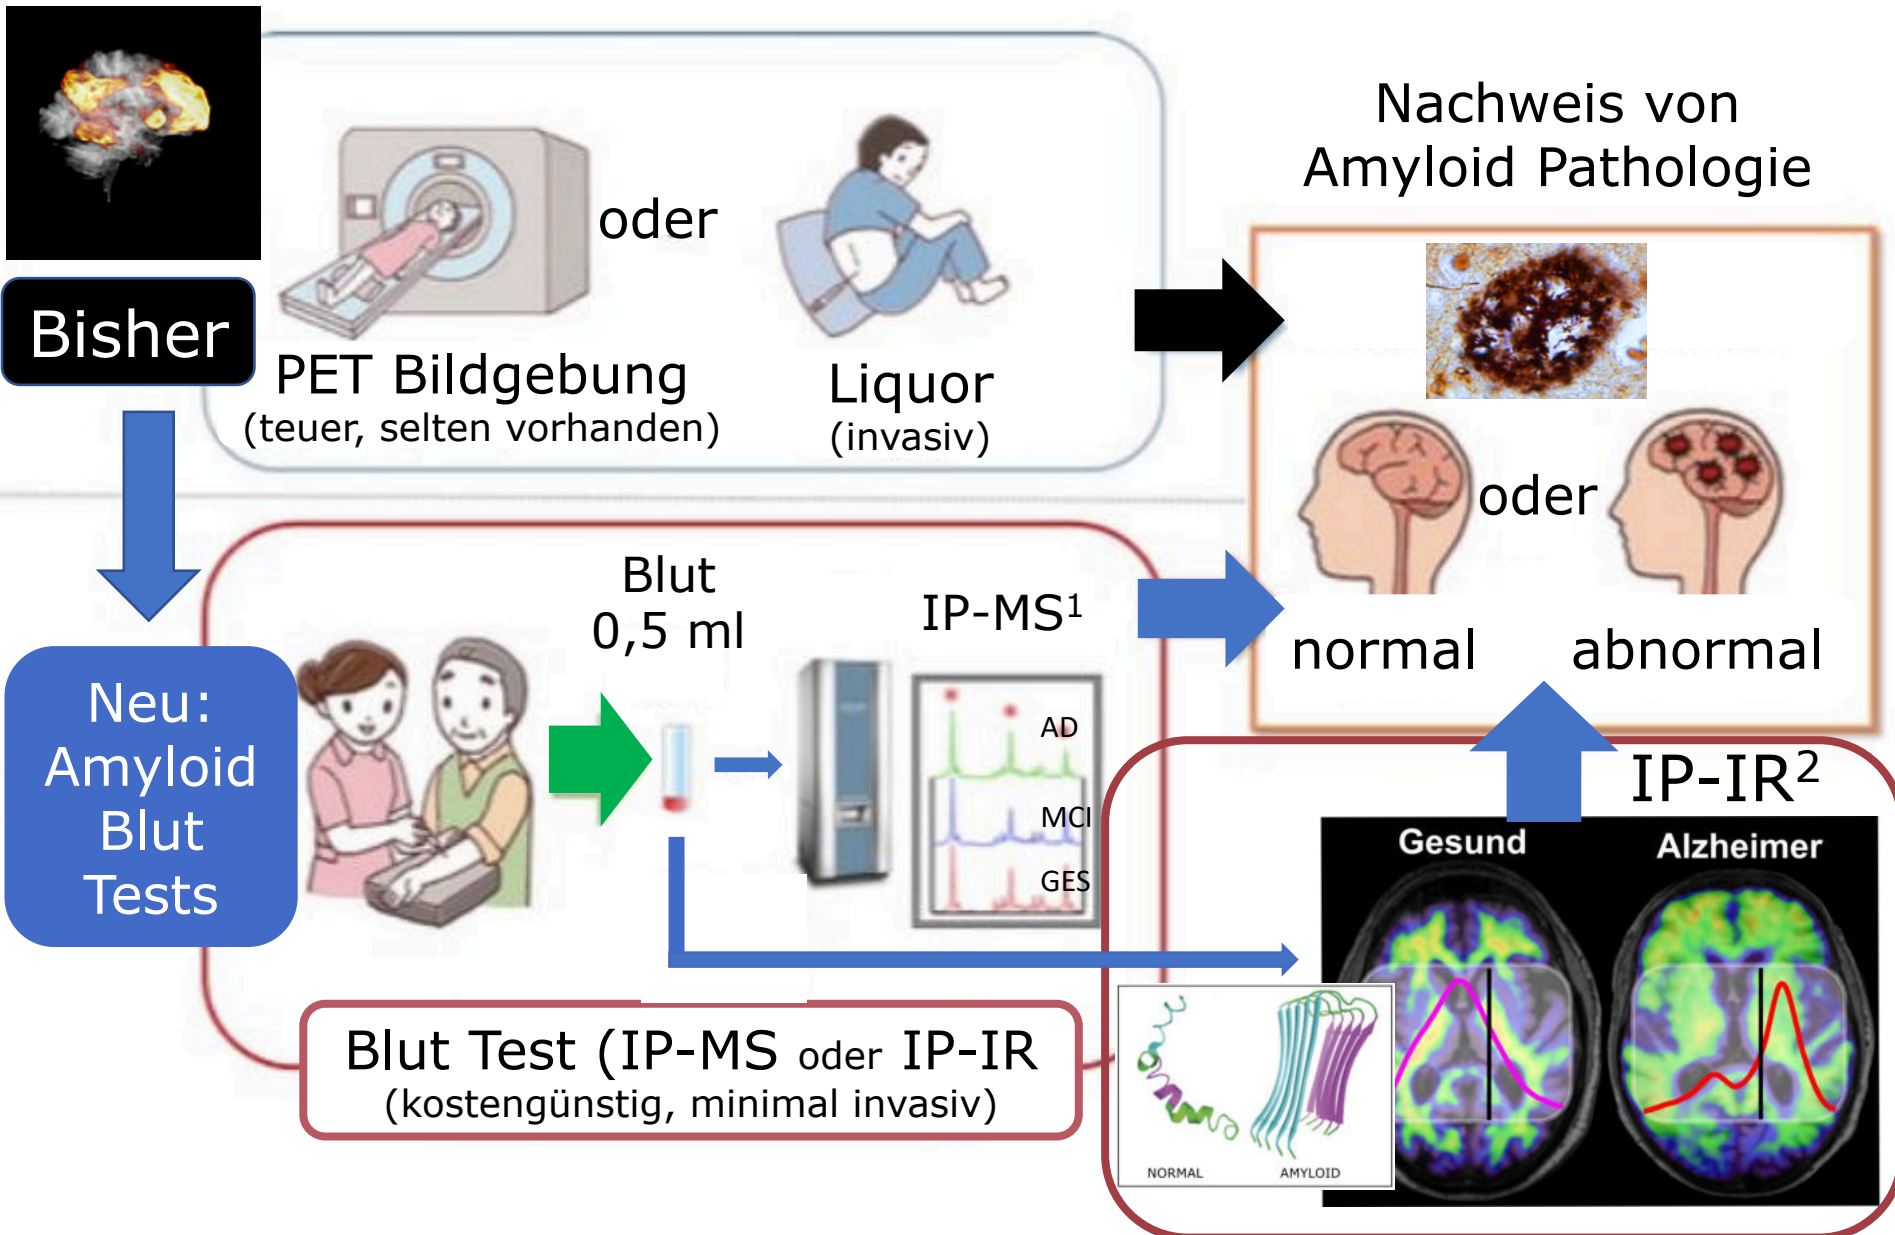 Bisher
oder
PET Bildgebung
(teuer, selten vorhanden)
Liquor
(invasiv)
Nachweis von
Amyloid Pathologie
oder
normal
abnormal
Neu:
Amyloid
Blut
Tests
Blut
0,5 ml
IP-MS¹
AD
MCI
GES
Blut Test (IP-MS oder IP-IR
(kostengünstig, minimal invasiv)
IP-IR²
Gesund
Alzheimer
NORMAL
AMYLOID